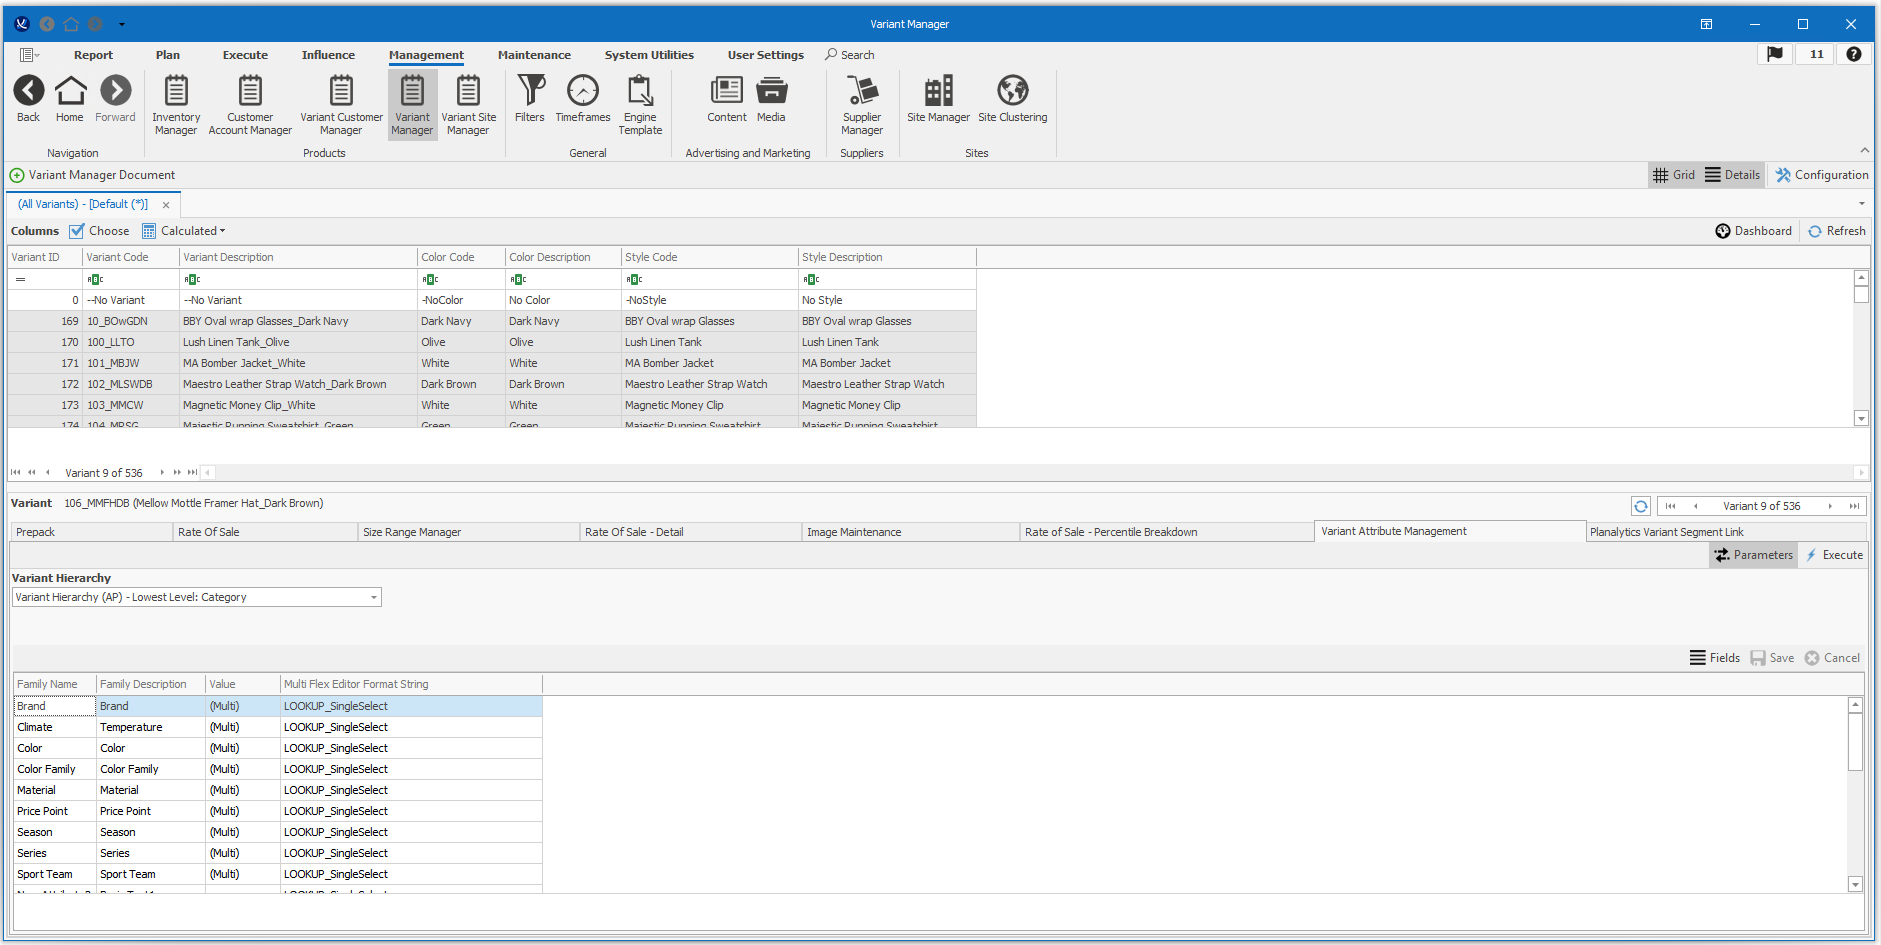 Variant Manager
Report Plan Execute Influence Management Maintenance System Utilities User Settings Search 11
Back Home Forward Inventory Manager Customer Account Manager Variant Customer Manager Variant Manager Variant Site Manager Filters Timeframes Engine Template Content Media Supplier Manager Site Manager Site Clustering
Navigation Products General Advertising and Marketing Suppliers Sites
Variant Manager Document Grid Details Configuration
(All Variants) - [Default (*)]
Columns Choose Calculated Dashboard Refresh
Variant ID Variant Code Variant Description Color Code Color Description Style Code Style Description
= ABC ABC ABC ABC ABC ABC
0 --No Variant --No Variant -NoColor No Color -NoStyle No Style
169 10_BOwGDN BBY Oval wrap Glasses_Dark Navy Dark Navy Dark Navy BBY Oval wrap Glasses BBY Oval wrap Glasses
170 100_LLTO Lush Linen Tank_Olive Olive Olive Lush Linen Tank Lush Linen Tank
171 101_MBJW MA Bomber Jacket_White White White MA Bomber Jacket MA Bomber Jacket
172 102_MLSWDB Maestro Leather Strap Watch_Dark Brown Dark Brown Dark Brown Maestro Leather Strap Watch Maestro Leather Strap Watch
173 103_MMCW Magnetic Money Clip_White White White Magnetic Money Clip Magnetic Money Clip
174 104_MRSG Majestic Running Sweatshirt_Green Green Green Majestic Running Sweatshirt Majestic Running Sweatshirt
Variant 9 of 536
Variant 106_MMFHDB (Mellow Mottle Framer Hat_Dark Brown) Variant 9 of 536
Prepack Rate Of Sale Size Range Manager Rate Of Sale - Detail Image Maintenance Rate of Sale - Percentile Breakdown Variant Attribute Management Planalytics Variant Segment Link
Parameters Execute
Variant Hierarchy
Variant Hierarchy (AP) - Lowest Level: Category
Fields Save Cancel
Family Name Family Description Value Multi Flex Editor Format String
Brand Brand (Multi) LOOKUP_SingleSelect
Climate Temperature (Multi) LOOKUP_SingleSelect
Color Color (Multi) LOOKUP_SingleSelect
Color Family Color Family (Multi) LOOKUP_SingleSelect
Material Material (Multi) LOOKUP_SingleSelect
Price Point Price Point (Multi) LOOKUP_SingleSelect
Season Season (Multi) LOOKUP_SingleSelect
Series Series (Multi) LOOKUP_SingleSelect
Sport Team Sport Team (Multi) LOOKUP_SingleSelect
LOOKUP_SingleSelect